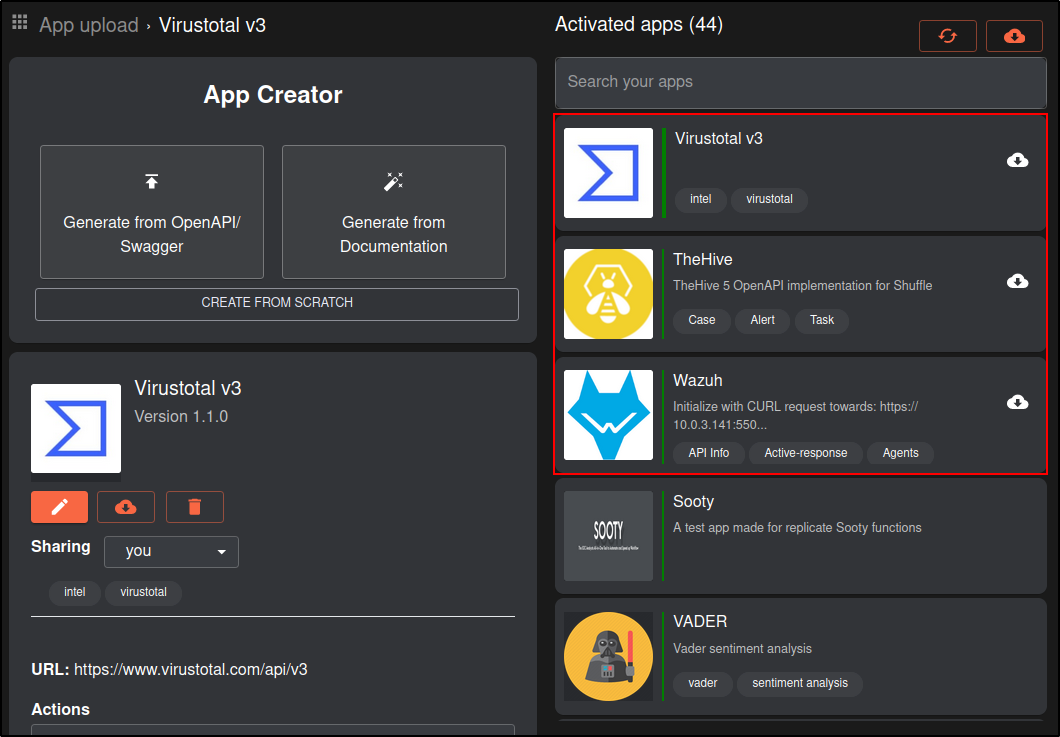 App upload › Virustotal v3
App Creator
Generate from OpenAPI/
Swagger
Generate from
Documentation
CREATE FROM SCRATCH
Virustotal v3
Version 1.1.0
Sharing
you
intel
virustotal
URL: https://www.virustotal.com/api/v3
Actions
Activated apps (44)
Search your apps
Virustotal v3
intel
virustotal
TheHive
TheHive 5 OpenAPI implementation for Shuffle
Case
Alert
Task
Wazuh
Initialize with CURL request towards: https://
10.0.3.141:550...
API Info
Active-response
Agents
SOOTY
Sooty
A test app made for replicate Sooty functions
VADER
Vader sentiment analysis
vader
sentiment analysis